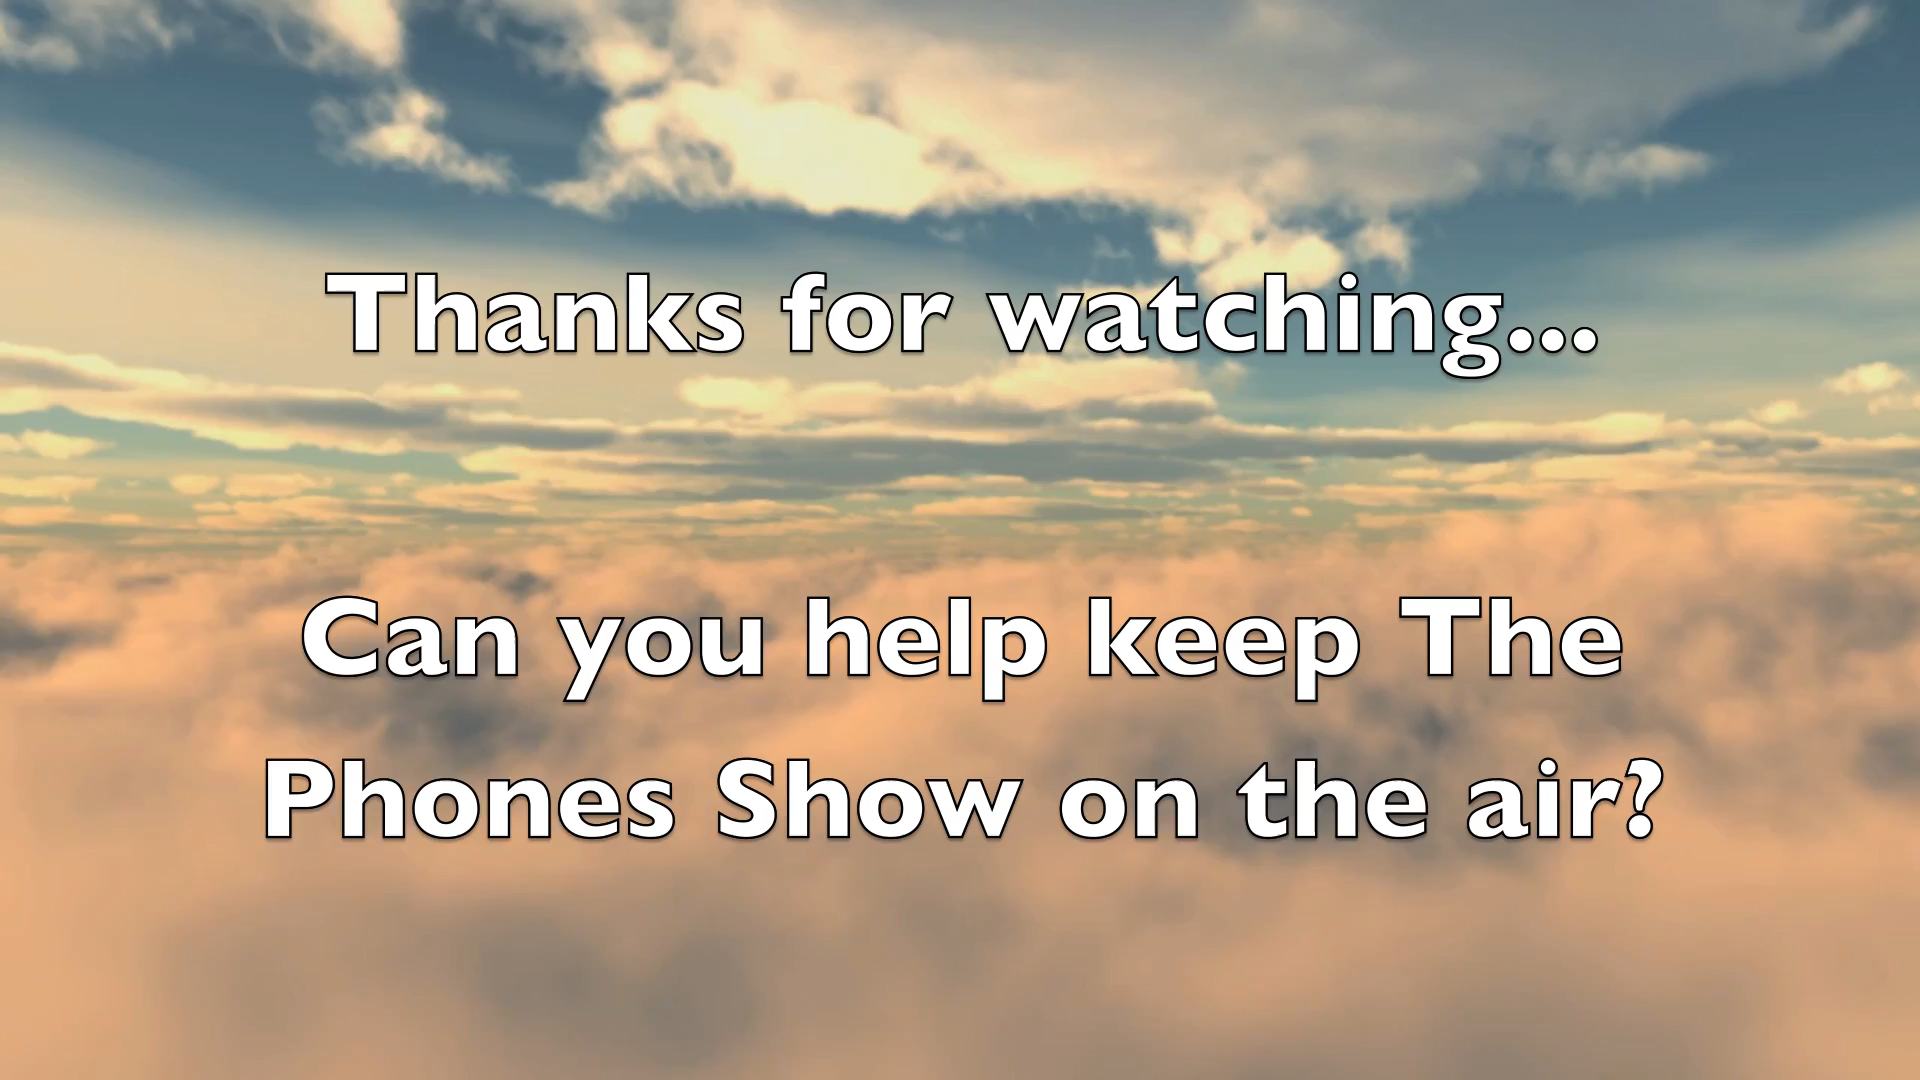 Thanks for watching...
Can you help keep The
Phones Show on the air?